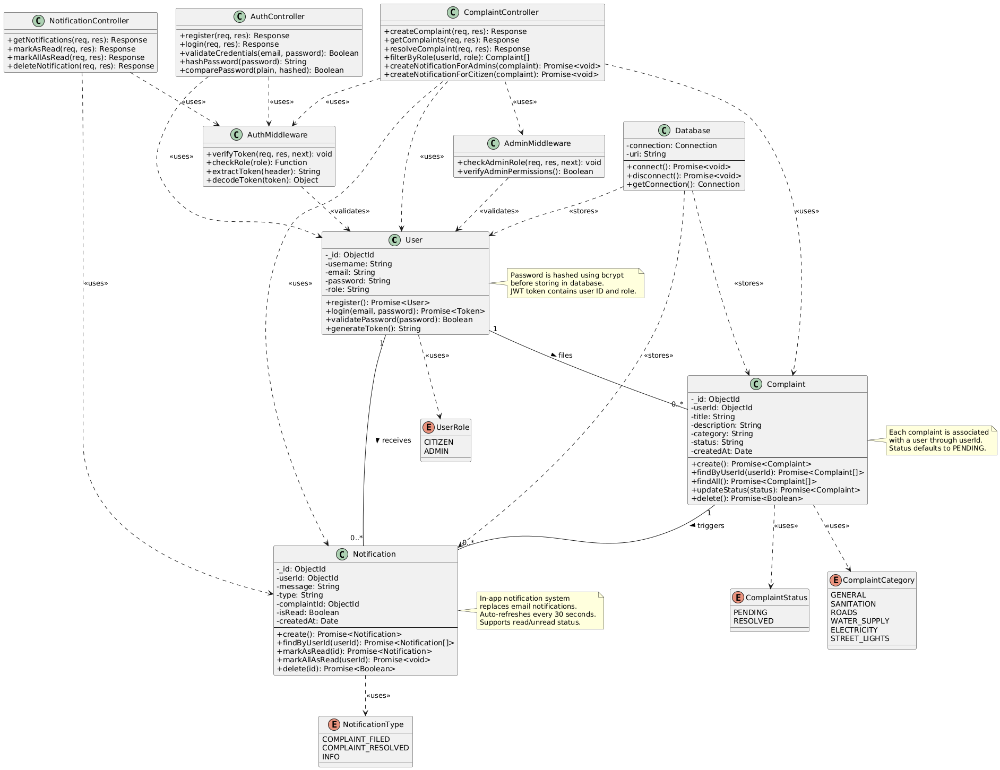 NotificationController
+getNotifications(req, res): Response
+markAsRead(req, res): Response
+markAllAsRead(req, res): Response
+deleteNotification(req, res): Response
AuthController
+register(req, res): Response
+login(req, res): Response
+validateCredentials(email, password): Boolean
+hashPassword(password): String
+comparePassword(plain, hashed): Boolean
ComplaintController
+createComplaint(req, res): Response
+getComplaints(req, res): Response
+resolveComplaint(req, res): Response
+filterByRole(userId, role): Complaint[]
+createNotificationForAdmins(complaint): Promise<void>
+createNotificationForCitizen(complaint): Promise<void>
«uses»
«uses»
«uses»
«uses»
AuthMiddleware
+verifyToken(req, res, next): void
+checkRole(role): Function
+extractToken(header): String
+decodeToken(token): Object
AdminMiddleware
+checkAdminRole(req, res, next): void
+verifyAdminPermissions(): Boolean
Database
-connection: Connection
-uri: String
+connect(): Promise<void>
+disconnect(): Promise<void>
+getConnection(): Connection
«uses»
«uses»
«validates»
«validates»
«stores»
«uses»
User
-_id: ObjectId
-username: String
-email: String
-password: String
-role: String
+register(): Promise<User>
+login(email, password): Promise<Token>
+validatePassword(password): Boolean
+generateToken(): String
Password is hashed using bcrypt
before storing in database.
JWT token contains user ID and role.
«uses»
«uses»
«stores»
1
1
«uses»
files
«stores»
0..*
Complaint
-_id: ObjectId
-userId: ObjectId
-title: String
-description: String
-category: String
-status: String
-createdAt: Date
+create(): Promise<Complaint>
+findByUserId(userId): Promise<Complaint[]>
+findAll(): Promise<Complaint[]>
+updateStatus(status): Promise<Complaint>
+delete(): Promise<Boolean>
Each complaint is associated
with a user through userId.
Status defaults to PENDING.
UserRole
CITIZEN
ADMIN
receives
1
triggers
«uses»
«uses»
0..*
0..*
Notification
-_id: ObjectId
-userId: ObjectId
-message: String
-type: String
-complaintId: ObjectId
-isRead: Boolean
-createdAt: Date
+create(): Promise<Notification>
+findByUserId(userId): Promise<Notification[]>
+markAsRead(id): Promise<Notification>
+markAllAsRead(userId): Promise<void>
+delete(id): Promise<Boolean>
In-app notification system
replaces email notifications.
Auto-refreshes every 30 seconds.
Supports read/unread status.
ComplaintStatus
PENDING
RESOLVED
ComplaintCategory
GENERAL
SANITATION
ROADS
WATER_SUPPLY
ELECTRICITY
STREET_LIGHTS
«uses»
NotificationType
COMPLAINT_FILED
COMPLAINT_RESOLVED
INFO